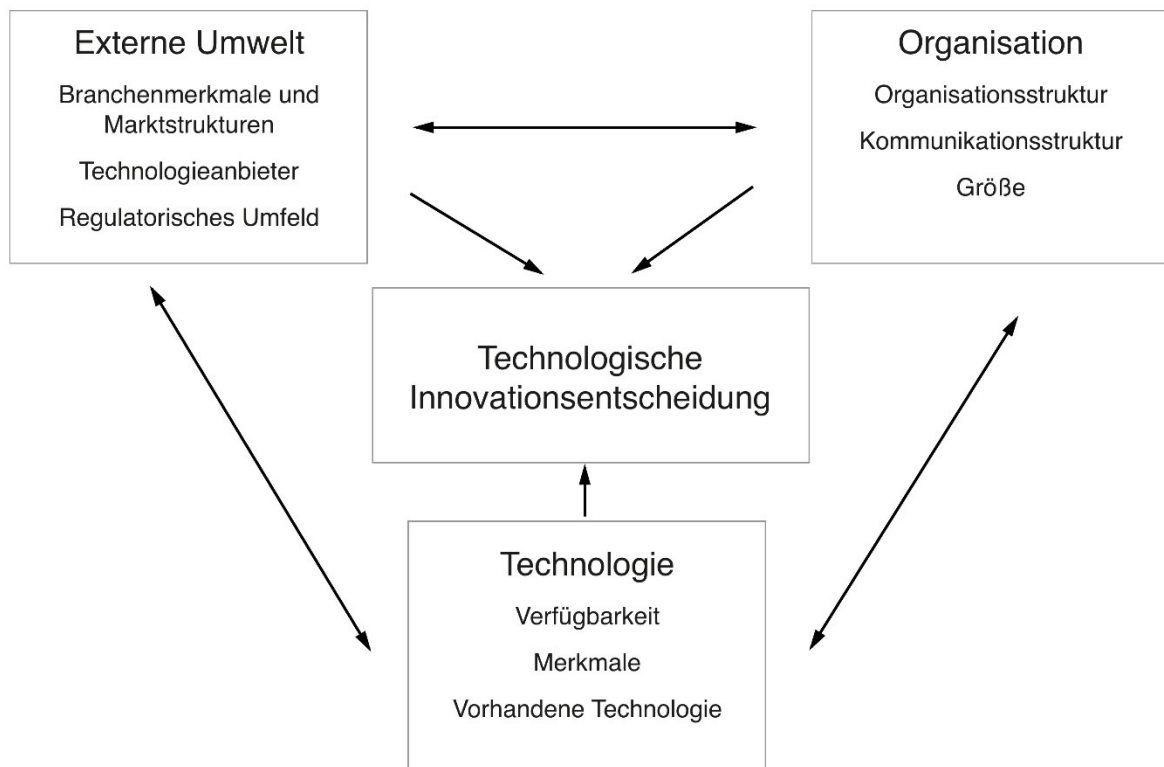 Externe Umwelt
Branchenmerkmale und
Marktstrukturen
Technologieanbieter
Regulatorisches Umfeld
Organisation
Organisationsstruktur
Kommunikationsstruktur
Größe
Technologische
Innovationsentscheidung
Technologie
Verfügbarkeit
Merkmale
Vorhandene Technologie